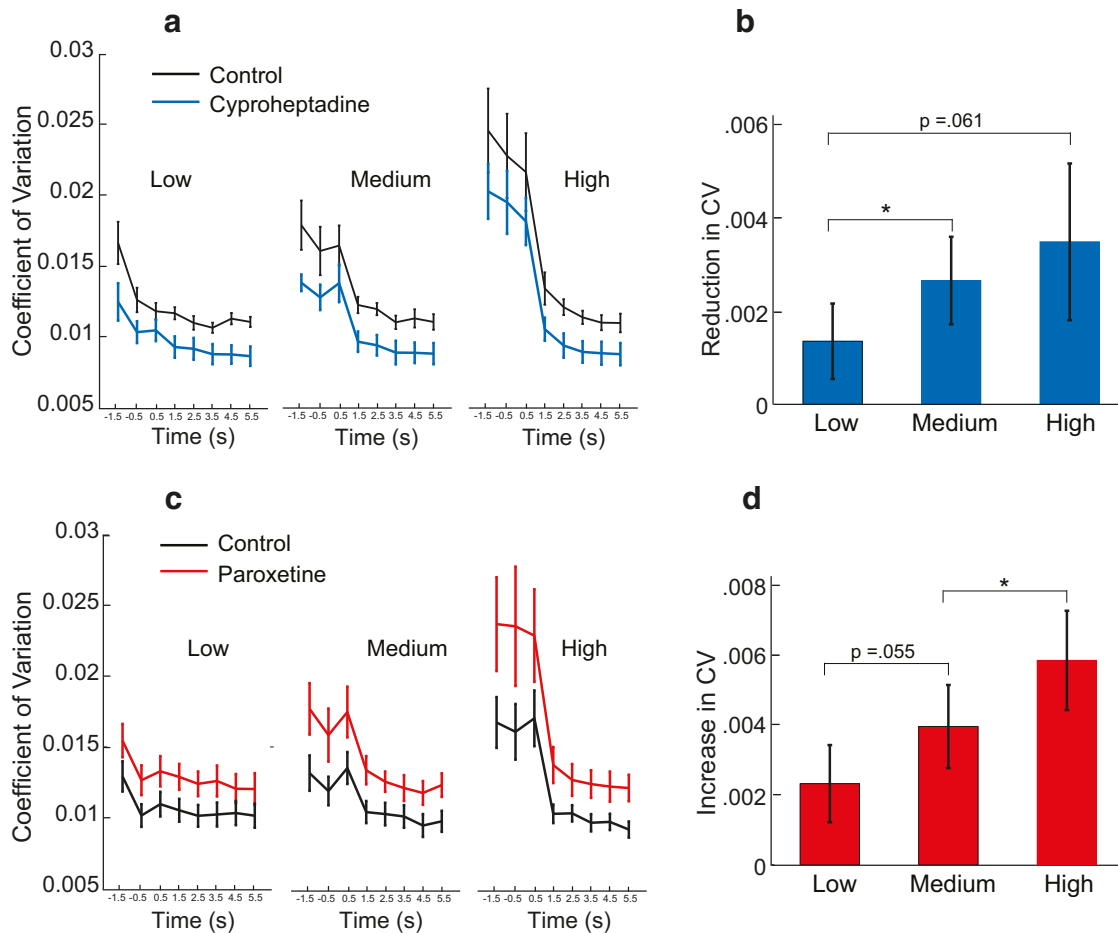 a
0.03
0.025
0.02
0.015
0.01
0.005
Coefficient of Variation
Control
Cyproheptadine
Low
Medium
High
-1.5 -0.5 0.5 1.5 2.5 3.5 4.5 5.5
-1.5 -0.5 0.5 1.5 2.5 3.5 4.5 5.5
-1.5 -0.5 0.5 1.5 2.5 3.5 4.5 5.5
Time (s)
Time (s)
Time (s)
b
.006
.004
.002
0
Reduction in CV
p =.061
*
Low
Medium
High
c
0.03
0.025
0.02
0.015
0.01
0.005
Coefficient of Variation
Control
Paroxetine
Low
Medium
High
-1.5 -0.5 0.5 1.5 2.5 3.5 4.5 5.5
-1.5 -0.5 0.5 1.5 2.5 3.5 4.5 5.5
-1.5 -0.5 0.5 1.5 2.5 3.5 4.5 5.5
Time (s)
Time (s)
Time (s)
d
.008
.006
.004
.002
0
Increase in CV
*
p =.055
Low
Medium
High